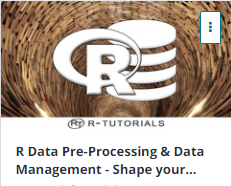 R
R-TUTORIALS
R Data Pre-Processing & Data
Management - Shape your...